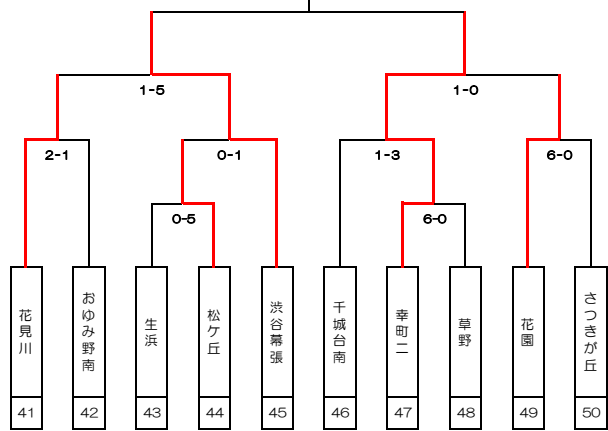 1-5
1-0
2-1
0-1
1-3
6-0
0-5
6-0
花見川
おゆみ野南
生浜
松ケ丘
渋谷幕張
千城台南
幸町二
草野
花園
さつきが丘
41
42
43
44
45
46
47
48
49
50